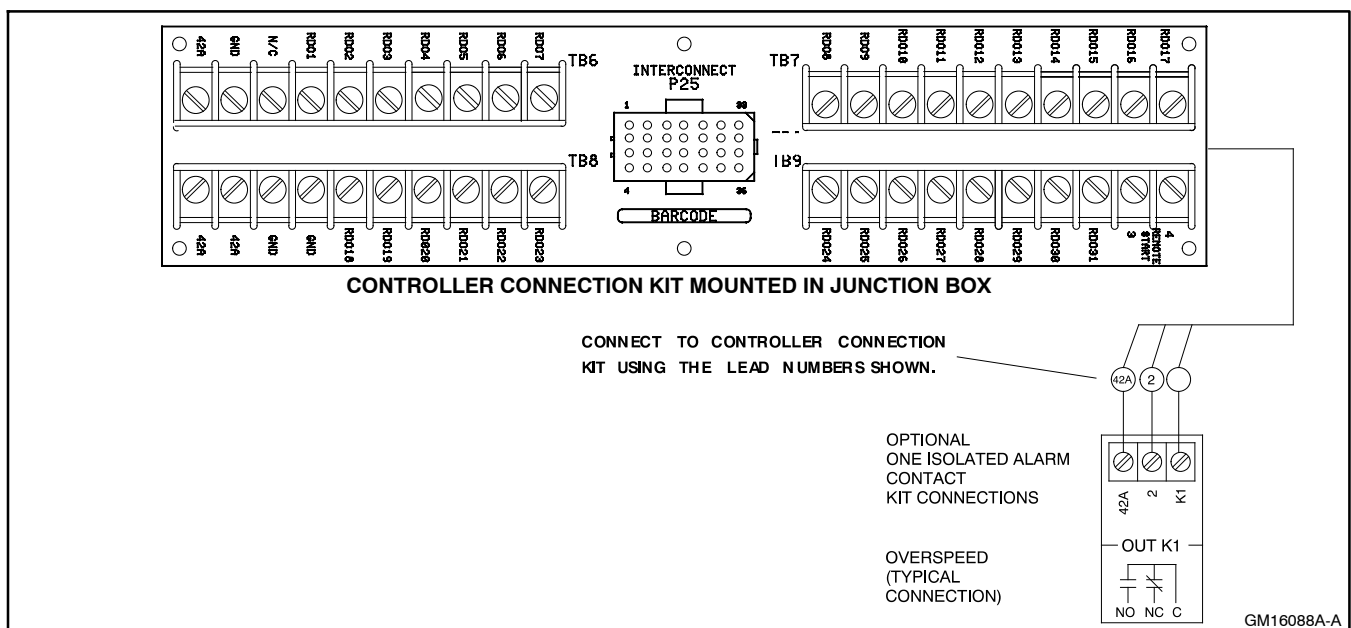 42A GND N/C RDO1 RDO2 RDO3 RDO4 RDO5 RDO6 RDO7
TB6
INTERCONNECT
P25
1 33
4 36
BARCODE
TB7
RDO8 RDO9 RDO10 RDO11 RDO12 RDO13 RDO14 RDO15 RDO16 RDO17
TB8
42A 42A GND GND RDO18 RDO19 RDO20 RDO21 RDO22 RDO23
TB9
RDO24 RDO25 RDO26 RDO27 RDO28 RDO29 RDO30 RDO31 3 REMOTE START 4
CONTROLLER CONNECTION KIT MOUNTED IN JUNCTION BOX
CONNECT TO CONTROLLER CONNECTION
KIT USING THE LEAD NUMBERS SHOWN.
42A 2
OPTIONAL
ONE ISOLATED ALARM
CONTACT
KIT CONNECTIONS
42A 2 K1
OUT K1
OVERSPEED
(TYPICAL
CONNECTION)
NO NC C
GM16088A-A